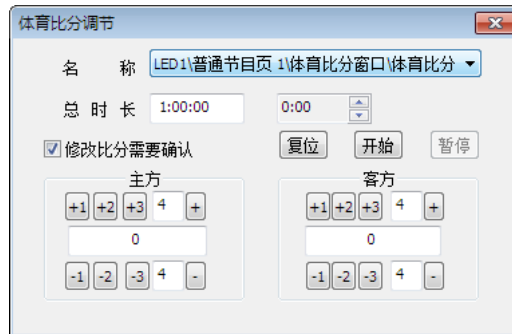 体育比分调节
名 称 LED1\普通节目页 1\体育比分窗口\体育比分
总 时 长 1:00:00 0:00
修改比分需要确认 复位 开始 暂停
主方 客方
+1 +2 +3 4 + +1 +2 +3 4 +
0 0
-1 -2 -3 4 - -1 -2 -3 4 -